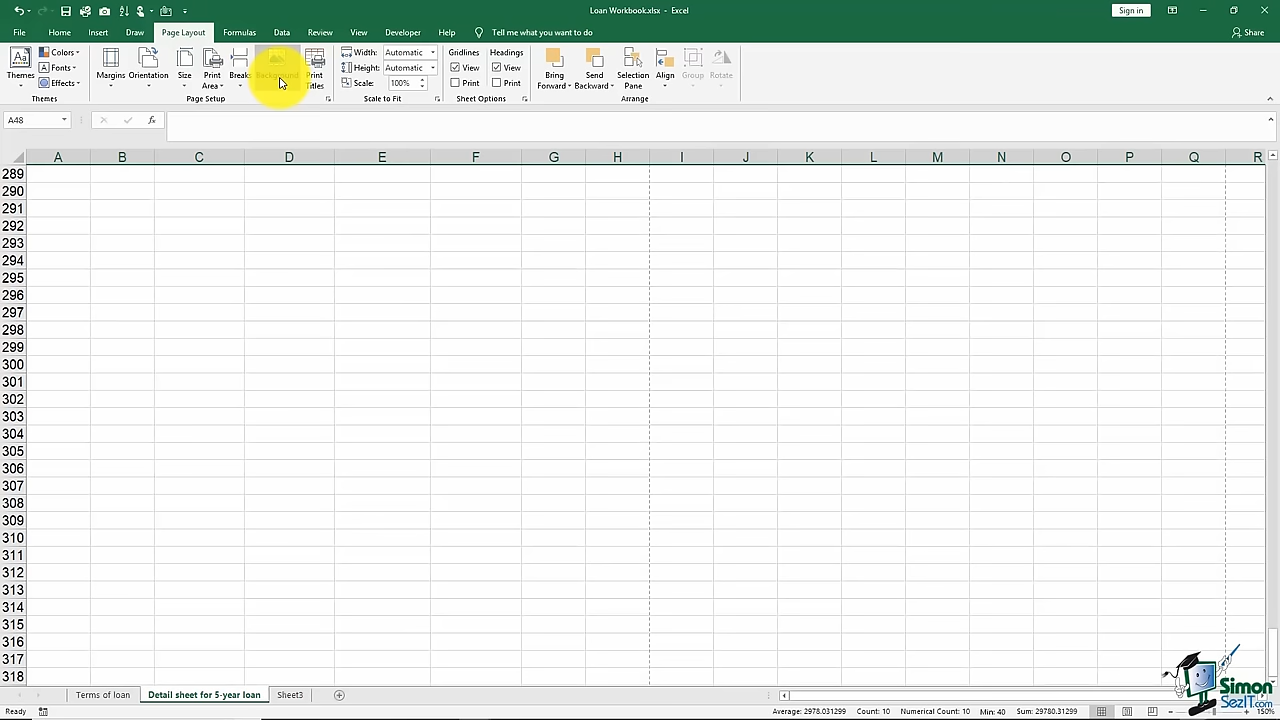 Loan Workbook.xlsx - Excel
Sign in
File Home Insert Draw Page Layout Formulas Data Review View Developer Help Tell me what you want to do Share
Themes Colors Fonts Effects
Margins Orientation Size Print Area Breaks Background Print Titles
Width: Automatic
Height: Automatic
Scale: 100%
Gridlines Headings
View View
Print Print
Bring Forward Send Backward Selection Pane Align Group Rotate
Themes Page Setup Scale to Fit Sheet Options Arrange
A48 fx
A B C D E F G H I J K L M N O P Q R
289
290
291
292
293
294
295
296
297
298
299
300
301
302
303
304
305
306
307
308
309
310
311
312
313
314
315
316
317
318
Simon
SezIT.com
Terms of loan Detail sheet for 5-year loan Sheet3
Ready Average: 2978.031299 Count: 10 Numerical Count: 10 Min: 40 Sum: 29780.31299 150%